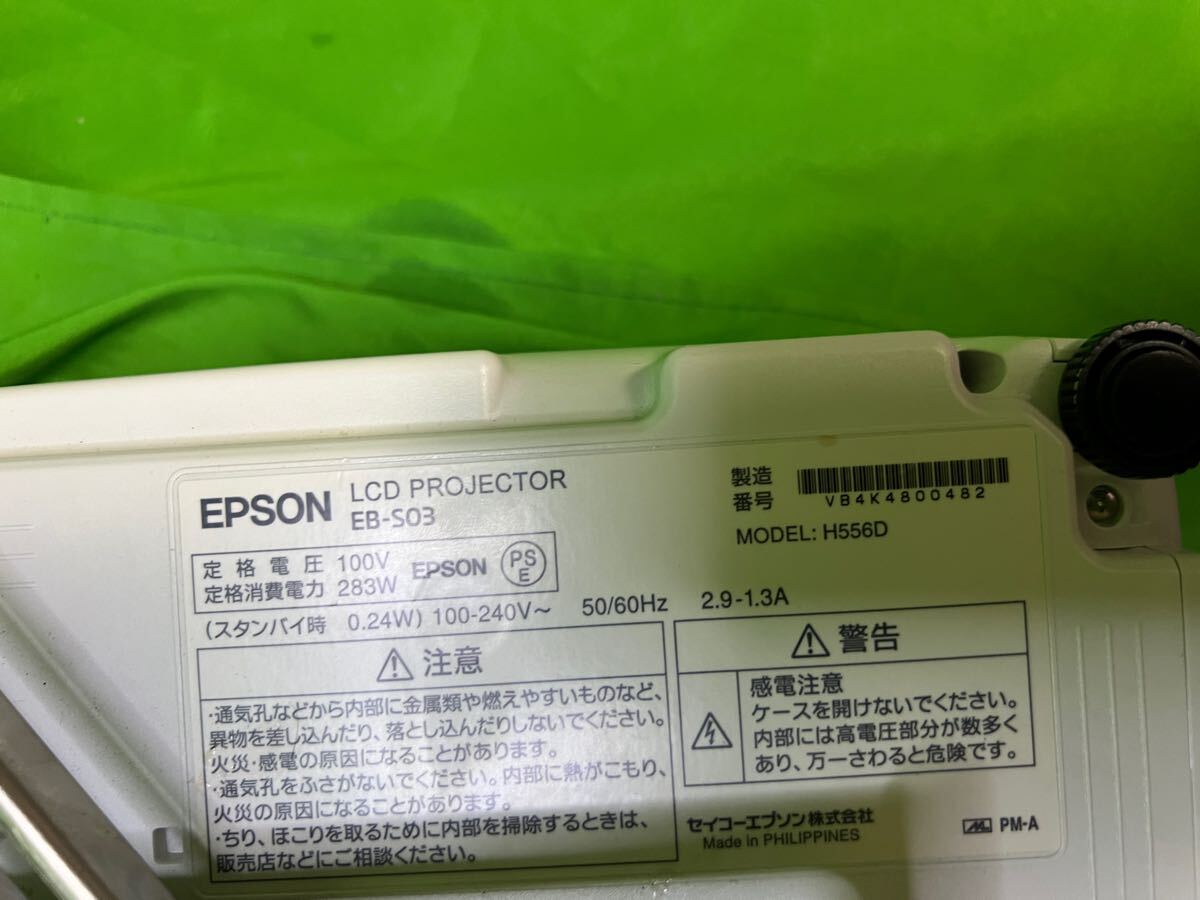 EPSON LCD PROJECTOR
EB-S03
製造
番号
VB4K4800482
MODEL: H556D
定格電圧 100V
定格消費電力 283W
EPSON
PS
E
(スタンバイ時 0.24W) 100-240V~ 50/60Hz 2.9-1.3A
注意
・通気孔などから内部に金属類や燃えやすいものなど、
異物を差し込んだり、落とし込んだりしないでください。
火災・感電の原因になることがあります。
・通気孔をふさがないでください。内部に熱がこもり、
火災の原因になることがあります。
・ちり、ほこりを取るために内部を掃除するときは、
販売店などにご相談ください。
警告
感電注意
ケースを開けないでください。
内部には高電圧部分が数多く
あり、万一さわると危険です。
セイコーエプソン株式会社
Made in PHILIPPINES
PM-A